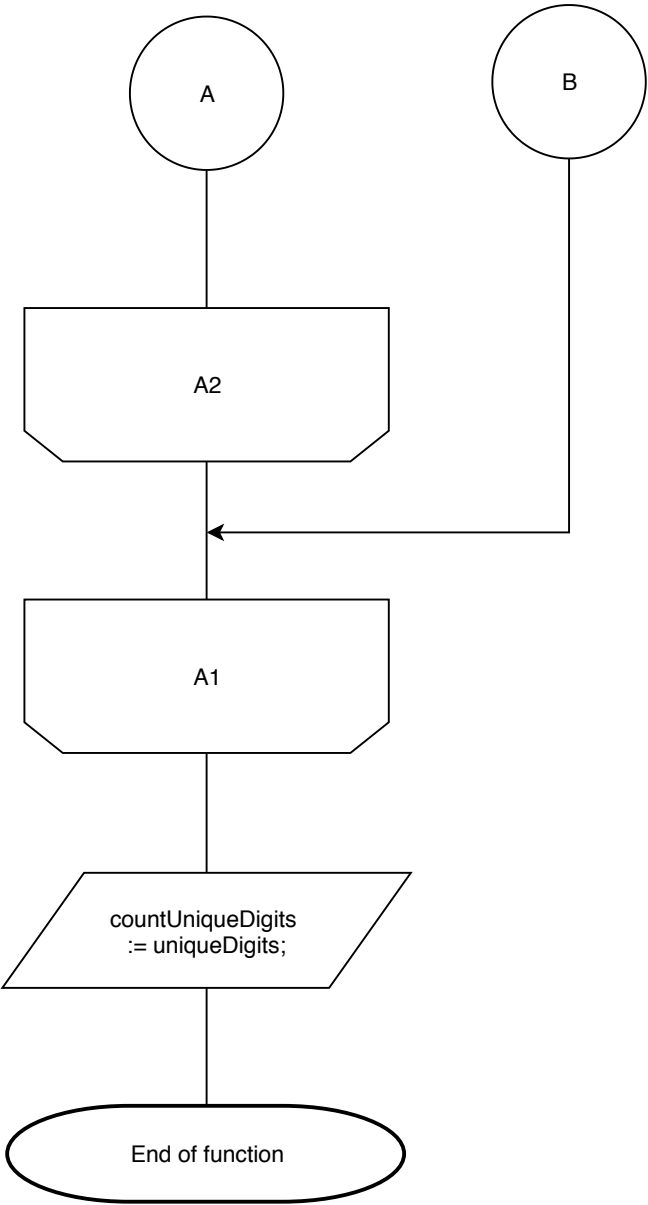 A
B
A2
A1
countUniqueDigits
:= uniqueDigits;
End of function